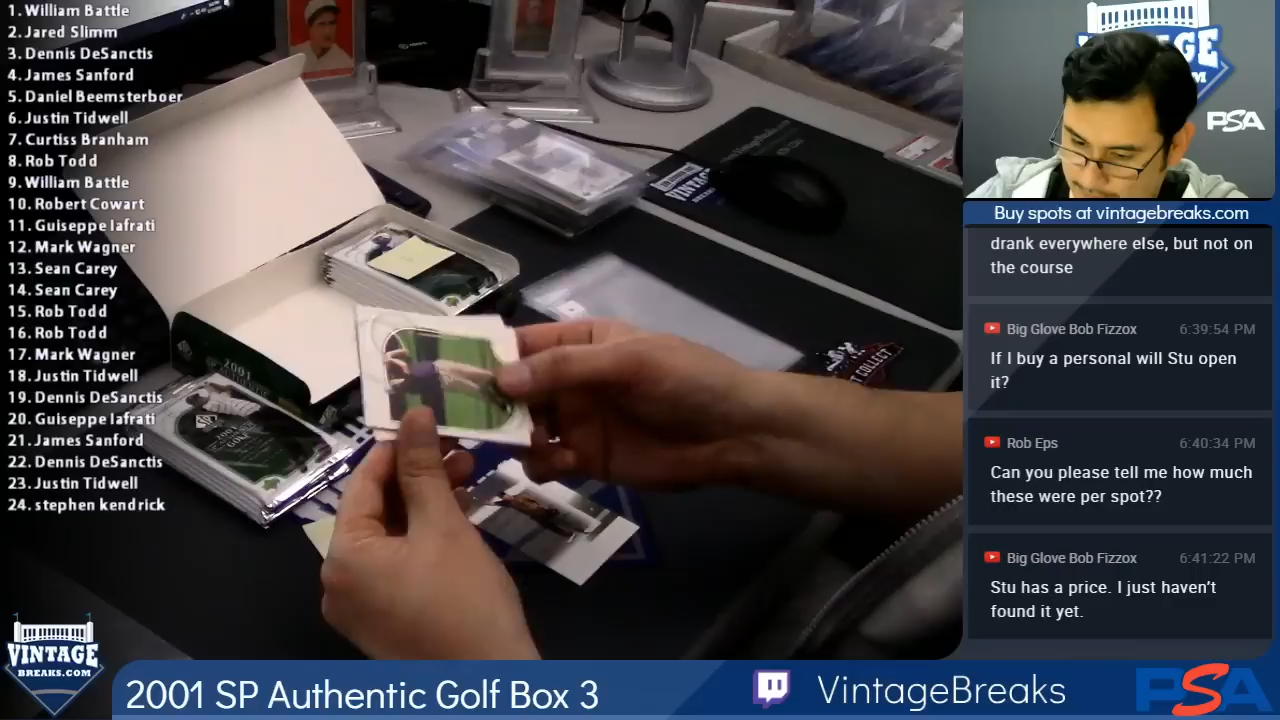 1. William Battle
2. Jared Slimm
3. Dennis DeSanctis
4. James Sanford
5. Daniel Beemsterboer
6. Justin Tidwell
7. Curtiss Branham
8. Rob Todd
9. William Battle
10. Robert Cowart
11. Guiseppe Iafrati
12. Mark Wagner
13. Sean Carey
14. Sean Carey
15. Rob Todd
16. Rob Todd
17. Mark Wagner
18. Justin Tidwell
19. Dennis DeSanctis
20. Guiseppe Iafrati
21. James Sanford
22. Dennis DeSanctis
23. Justin Tidwell
24. stephen kendrick
VINTAGE
PSA
Buy spots at vintagebreaks.com
drank everywhere else, but not on
the course
Big Glove Bob Fizzox 6:39:54 PM
If I buy a personal will Stu open
it?
Rob Eps 6:40:34 PM
Can you please tell me how much
these were per spot??
Big Glove Bob Fizzox 6:41:22 PM
Stu has a price. I just haven't
found it yet.
2001
SP
2001
GOLF
VINTAGE
COLLECT
VINTAGE
BREAKS.COM
2001 SP Authentic Golf Box 3
VintageBreaks
PSA